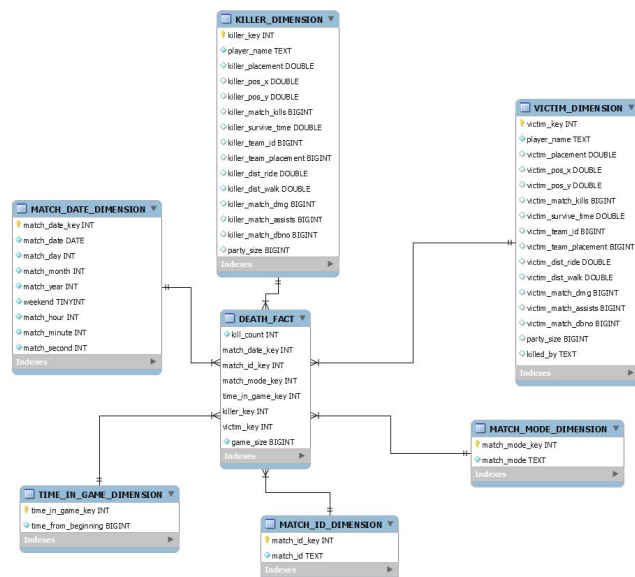 KILLER_DIMENSION
killer_key INT
player_name TEXT
killer_placement DOUBLE
killer_pos_x DOUBLE
killer_pos_y DOUBLE
killer_match_kills BIGINT
killer_survive_time DOUBLE
killer_team_id BIGINT
killer_team_placement BIGINT
killer_dist_ride DOUBLE
killer_dist_walk DOUBLE
killer_match_dmg BIGINT
killer_match_assists BIGINT
killer_match_dbno BIGINT
party_size BIGINT
Indexes
VICTIM_DIMENSION
victim_key INT
player_name TEXT
victim_placement DOUBLE
victim_pos_x DOUBLE
victim_pos_y DOUBLE
victim_match_kills BIGINT
victim_survive_time DOUBLE
victim_team_id BIGINT
victim_team_placement BIGINT
victim_dist_ride DOUBLE
victim_dist_walk DOUBLE
victim_match_dmg BIGINT
victim_match_assists BIGINT
victim_match_dbno BIGINT
party_size BIGINT
killed_by TEXT
Indexes
MATCH_DATE_DIMENSION
match_date_key INT
match_date DATE
match_day INT
match_month INT
match_year INT
weekend TINYINT
match_hour INT
match_minute INT
match_second INT
Indexes
DEATH_FACT
kill_count INT
match_date_key INT
match_id_key INT
match_mode_key INT
time_in_game_key INT
killer_key INT
victim_key INT
game_size BIGINT
Indexes
MATCH_MODE_DIMENSION
match_mode_key INT
match_mode TEXT
Indexes
TIME_IN_GAME_DIMENSION
time_in_game_key INT
time_from_beginning BIGINT
Indexes
MATCH_ID_DIMENSION
match_id_key INT
match_id TEXT
Indexes